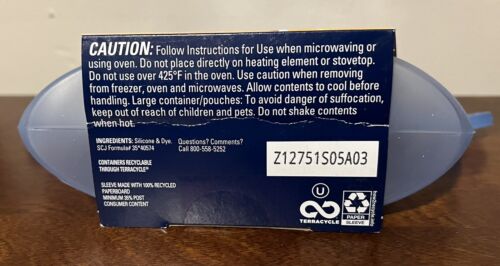 CAUTION: Follow Instructions for Use when microwaving or
using oven. Do not place directly on heating element or stovetop.
Do not use over 425°F in the oven. Use caution when removing
from freezer, oven and microwaves. Allow contents to cool before
handling. Large container/pouches: To avoid danger of suffocation,
keep out of reach of children and pets. Do not shake contents
when hot.
INGREDIENTS: Silicone & Dye.
SCJ Formula# 35*40574
Questions? Comments?
Call 800-558-5252
CONTAINERS RECYCLABLE
THROUGH TERRACYCLE™
Z12751S05A03
SLEEVE MADE WITH 100% RECYCLED
PAPERBOARD
MINIMUM 35% POST
CONSUMER CONTENT
U
TERRACYCLE
PAPER
SLEEVE
how2recycle.info